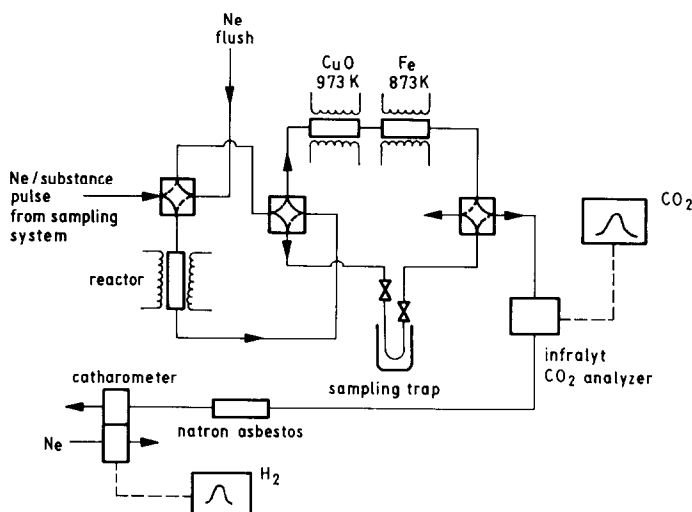 Ne
flush
CuO
973 K
Fe
873K
Ne/substance
pulse
from sampling
system
reactor
CO2
infralyt
CO2 analyzer
sampling trap
catharometer
natron asbestos
Ne
H2